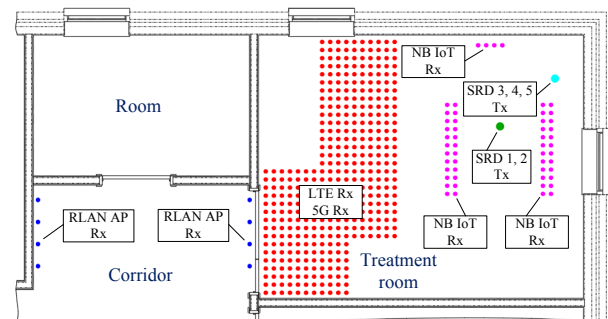 NB IoT
Rx
SRD 3, 4, 5
Tx
Room
SRD 1, 2
Tx
LTE Rx
5G Rx
RLAN AP
Rx
RLAN AP
Rx
NB IoT
Rx
NB IoT
Rx
Corridor
Treatment
room